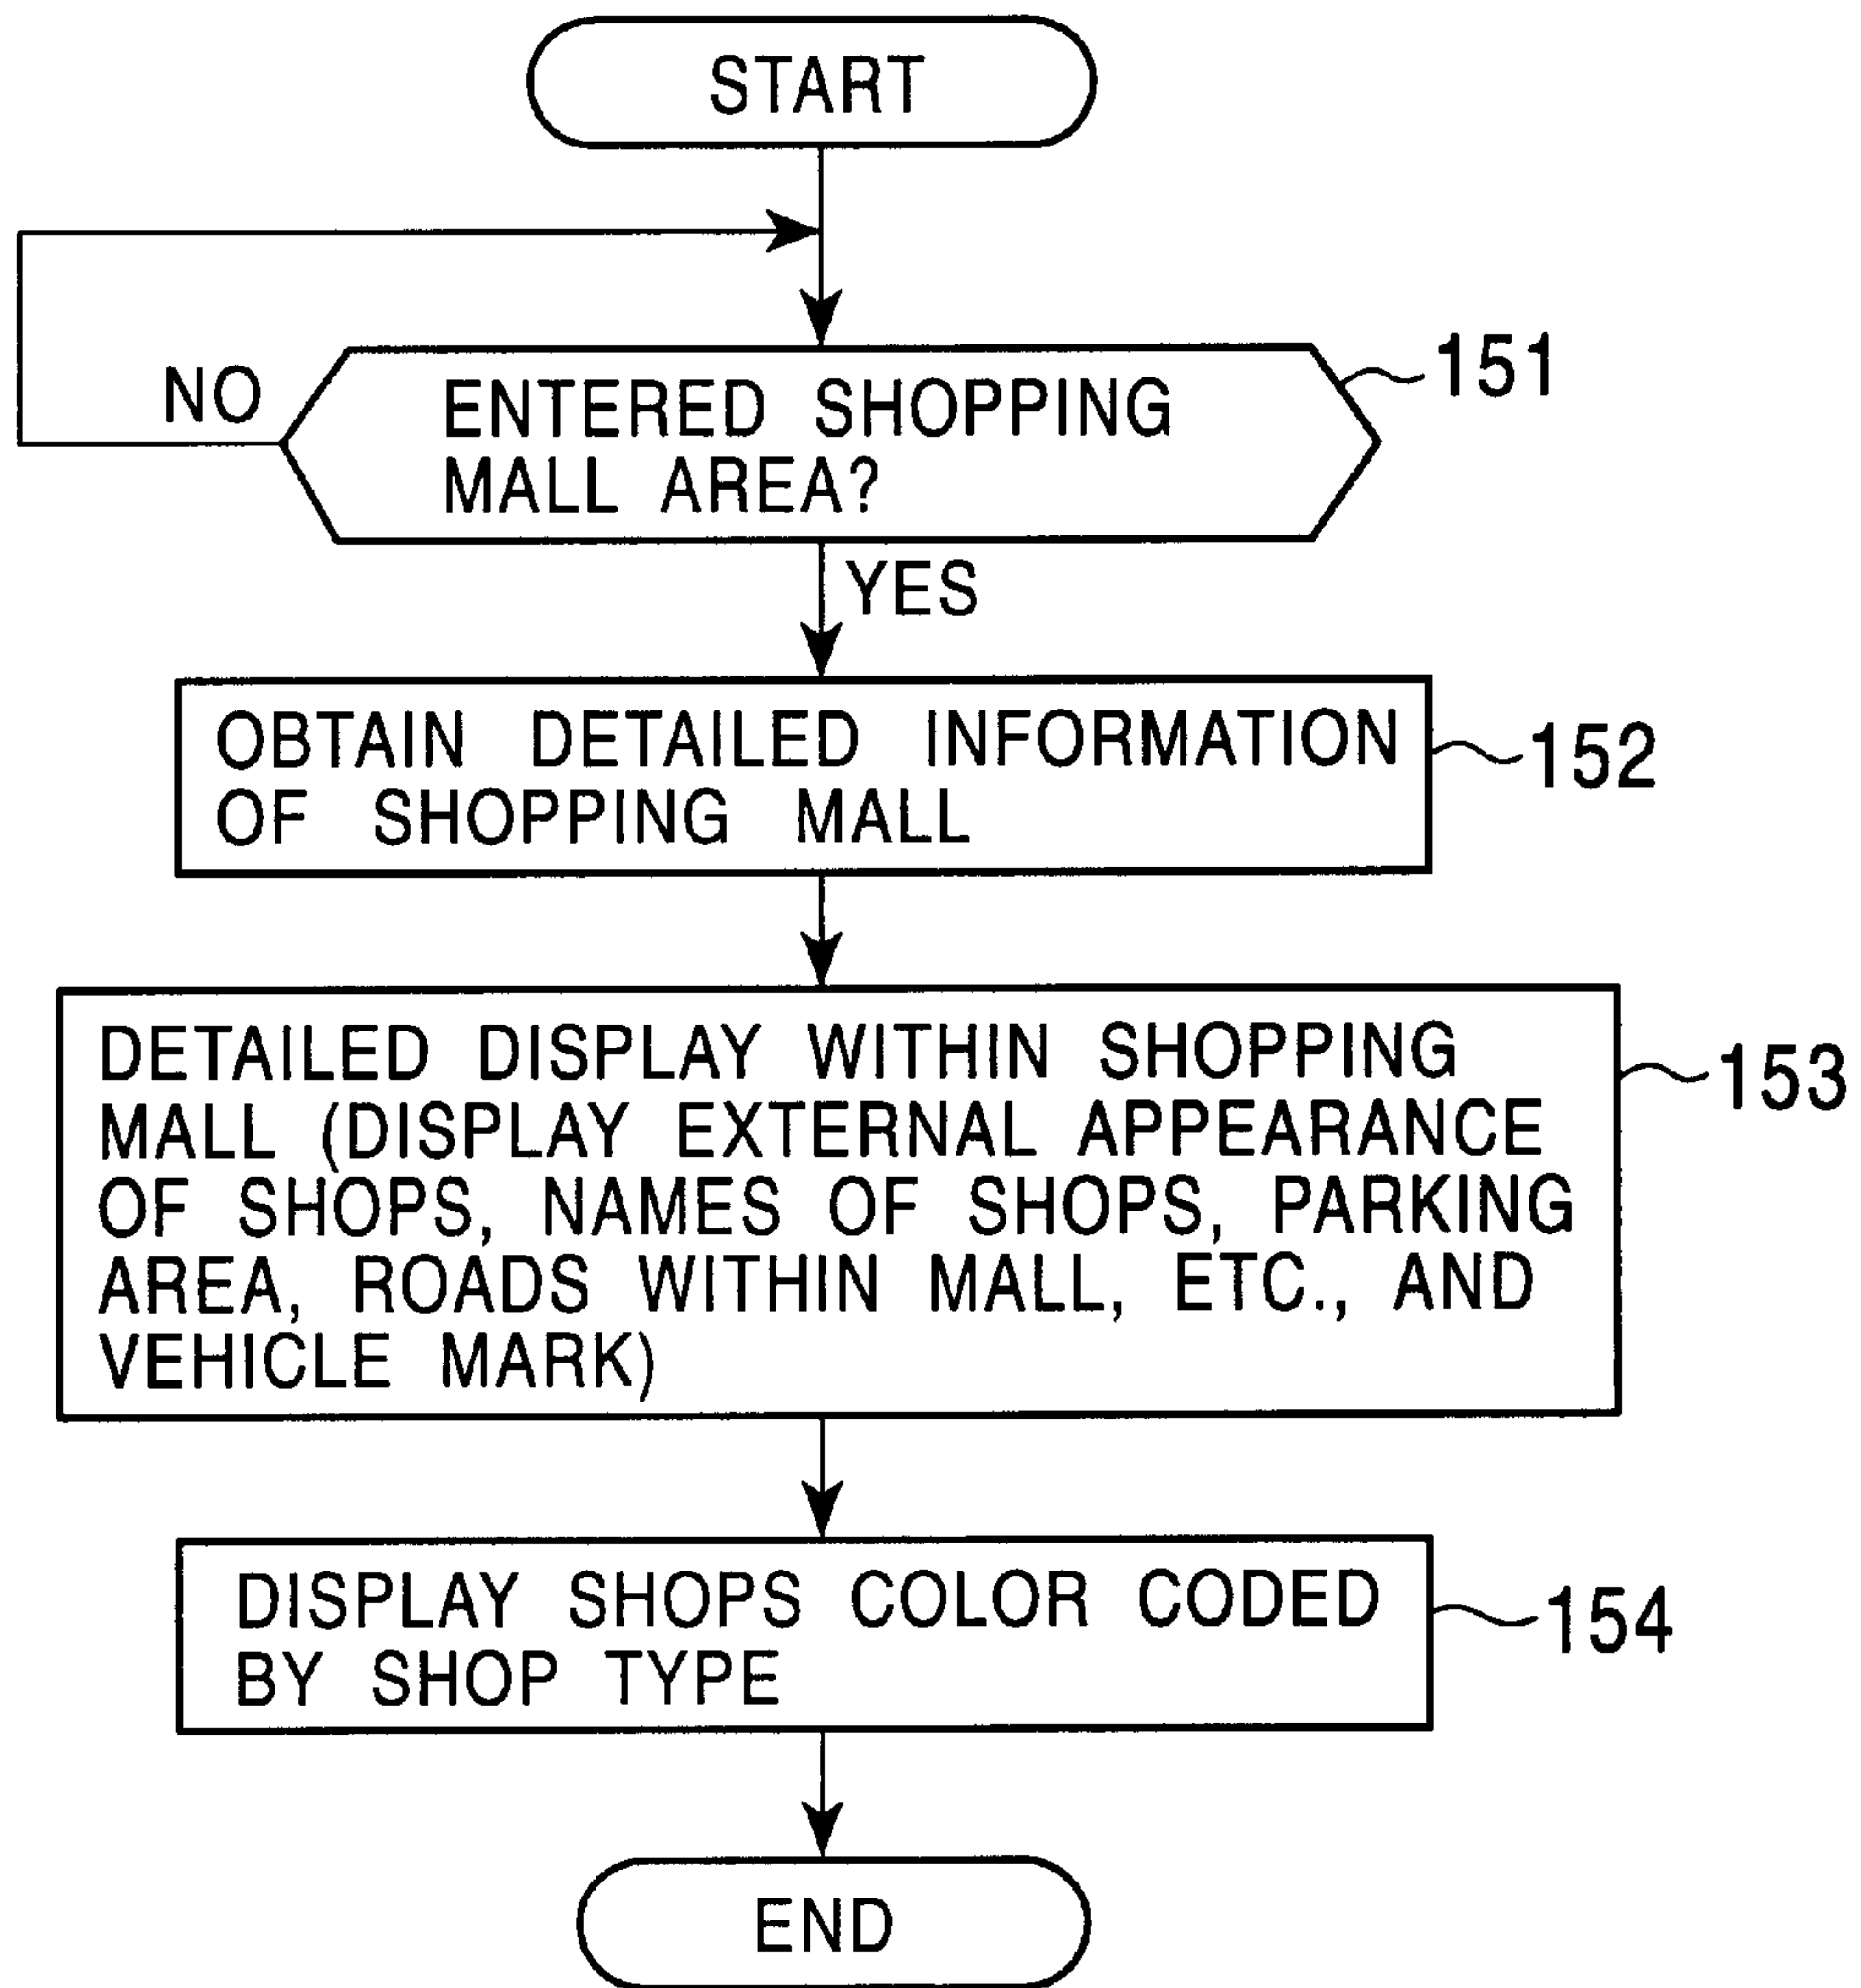 START
NO
ENTERED SHOPPING
MALL AREA?
151
YES
OBTAIN DETAILED INFORMATION
OF SHOPPING MALL
152
DETAILED DISPLAY WITHIN SHOPPING
MALL (DISPLAY EXTERNAL APPEARANCE
OF SHOPS, NAMES OF SHOPS, PARKING
AREA, ROADS WITHIN MALL, ETC., AND
VEHICLE MARK)
153
DISPLAY SHOPS COLOR CODED
BY SHOP TYPE
154
END